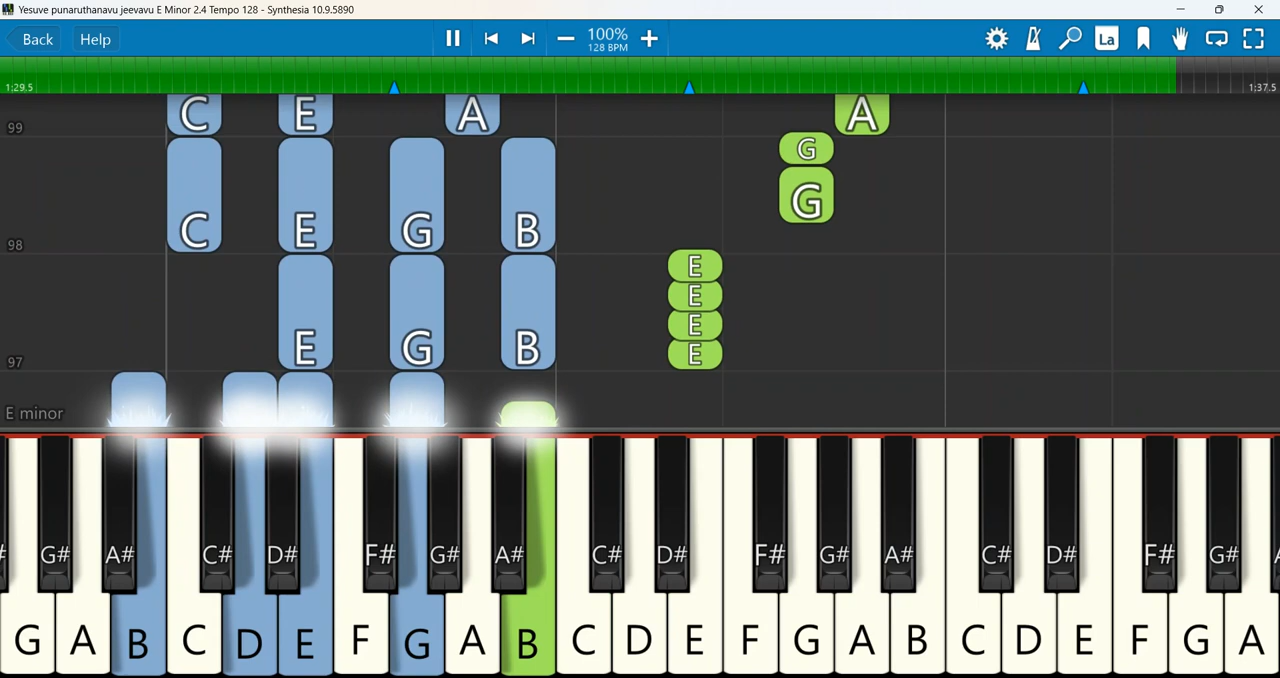 Yesuve punaruthanavu jeevavu E Minor 2.4 Tempo 128 - Synthesia 10.9.5890
Back Help 100% La
128 BPM
1:29.5 1:37.5
C E A A
99
G
G
C E G B
98
E
E
E
E G B E
97
E minor
G# A# C# D# F# G# A# C# D# F# G# A# C# D# F# G#
G A B C D E F G A B C D E F G A B C D E F G A